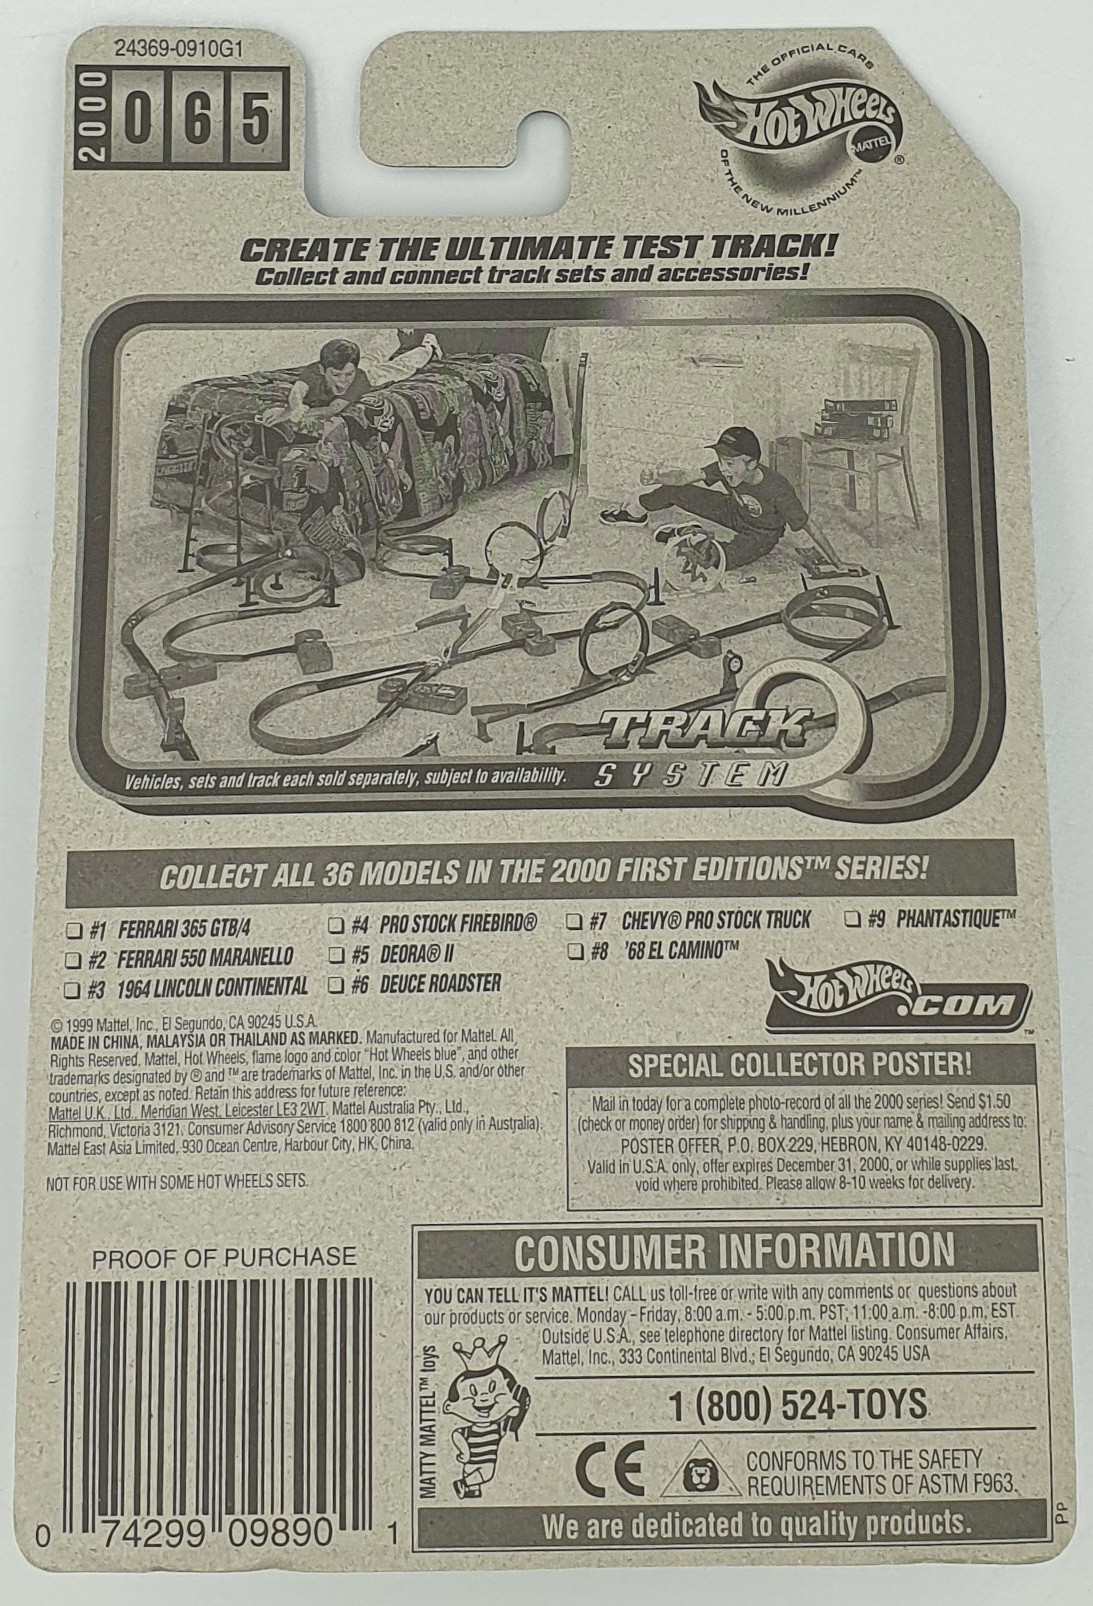 24369-0910G1
2000
065
THE OFFICIAL CARS
HOT WHEELS
MATTEL
®
OF THE NEW MILLENNIUM™
CREATE THE ULTIMATE TEST TRACK!
Collect and connect track sets and accessories!
TRACK
SYSTEM
Vehicles, sets and track each sold separately, subject to availability.
COLLECT ALL 36 MODELS IN THE 2000 FIRST EDITIONS™ SERIES!
#1 FERRARI 365 GTB/4
#2 FERRARI 550 MARANELLO
#3 1964 LINCOLN CONTINENTAL
#4 PRO STOCK FIREBIRD®
#5 DEORA® II
#6 DEUCE ROADSTER
#7 CHEVY® PRO STOCK TRUCK
#8 '68 EL CAMINO™
#9 PHANTASTIQUE™
HOT WHEELS.COM™
© 1999 Mattel, Inc., El Segundo, CA 90245 U.S.A.
MADE IN CHINA, MALAYSIA OR THAILAND AS MARKED. Manufactured for Mattel. All
Rights Reserved. Mattel, Hot Wheels, flame logo and color "Hot Wheels blue", and other
trademarks designated by ® and ™ are trademarks of Mattel, Inc. in the U.S. and/or other
countries, except as noted. Retain this address for future reference:
Mattel U.K., Ltd., Meridian West, Leicester LE3 2WT. Mattel Australia Pty., Ltd.,
Richmond, Victoria 3121. Consumer Advisory Service 1800 800 812 (valid only in Australia).
Mattel East Asia Limited, 930 Ocean Centre, Harbour City, HK, China.
NOT FOR USE WITH SOME HOT WHEELS SETS.
SPECIAL COLLECTOR POSTER!
Mail in today for a complete photo-record of all the 2000 series! Send $1.50
(check or money order) for shipping & handling, plus your name & mailing address to:
POSTER OFFER, P.O. BOX 229, HEBRON, KY 40148-0229.
Valid in U.S.A. only, offer expires December 31, 2000, or while supplies last,
void where prohibited. Please allow 8-10 weeks for delivery.
PROOF OF PURCHASE
0 74299 09890 1
CONSUMER INFORMATION
YOU CAN TELL IT'S MATTEL! CALL us toll-free or write with any comments or questions about
our products or service. Monday - Friday, 8:00 a.m. - 5:00 p.m. PST; 11:00 a.m. -8:00 p.m. EST.
Outside U.S.A., see telephone directory for Mattel listing. Consumer Affairs,
Mattel, Inc., 333 Continental Blvd.; El Segundo, CA 90245 USA
MATTY MATTEL™ toys
1 (800) 524-TOYS
CE
CONFORMS TO THE SAFETY
REQUIREMENTS OF ASTM F963.
We are dedicated to quality products.
PP